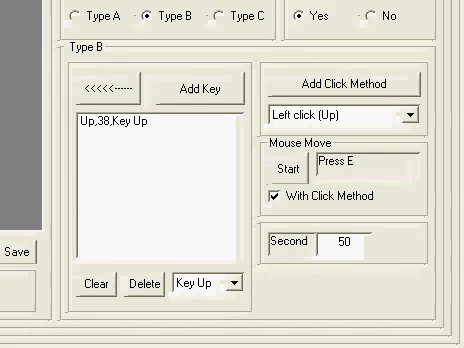 Type A Type B Type C Yes No
Type B
<<<<<------ Add Key Add Click Method
Up,38,Key Up Left click (Up)
Mouse Move
Start Press E
With Click Method
Second 50
Save
Clear Delete Key Up